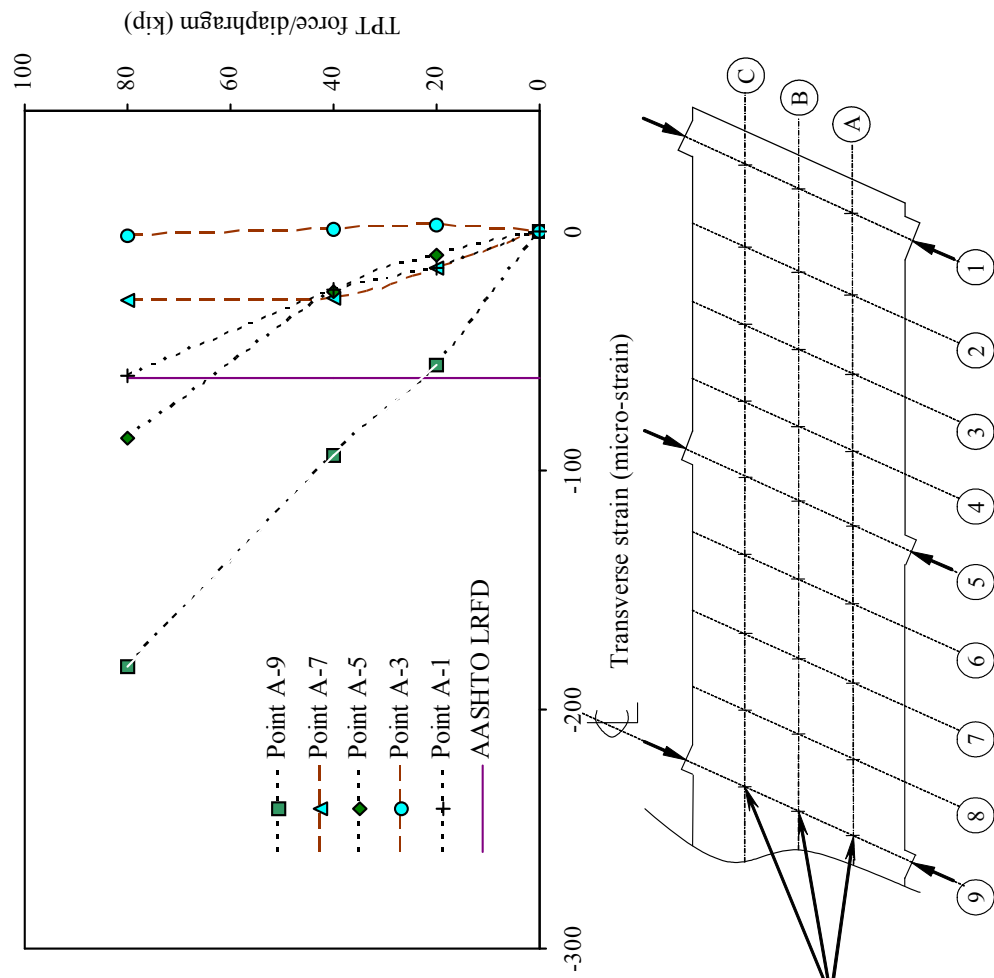 TPT force/diaphragm (kip)
100
80
60
40
20
0
0
-100
-200
-300
Transverse strain (micro-strain)
Point A-9
Point A-7
Point A-5
Point A-3
Point A-1
AASHTO LRFD
C
B
A
1
2
3
4
5
6
7
8
9